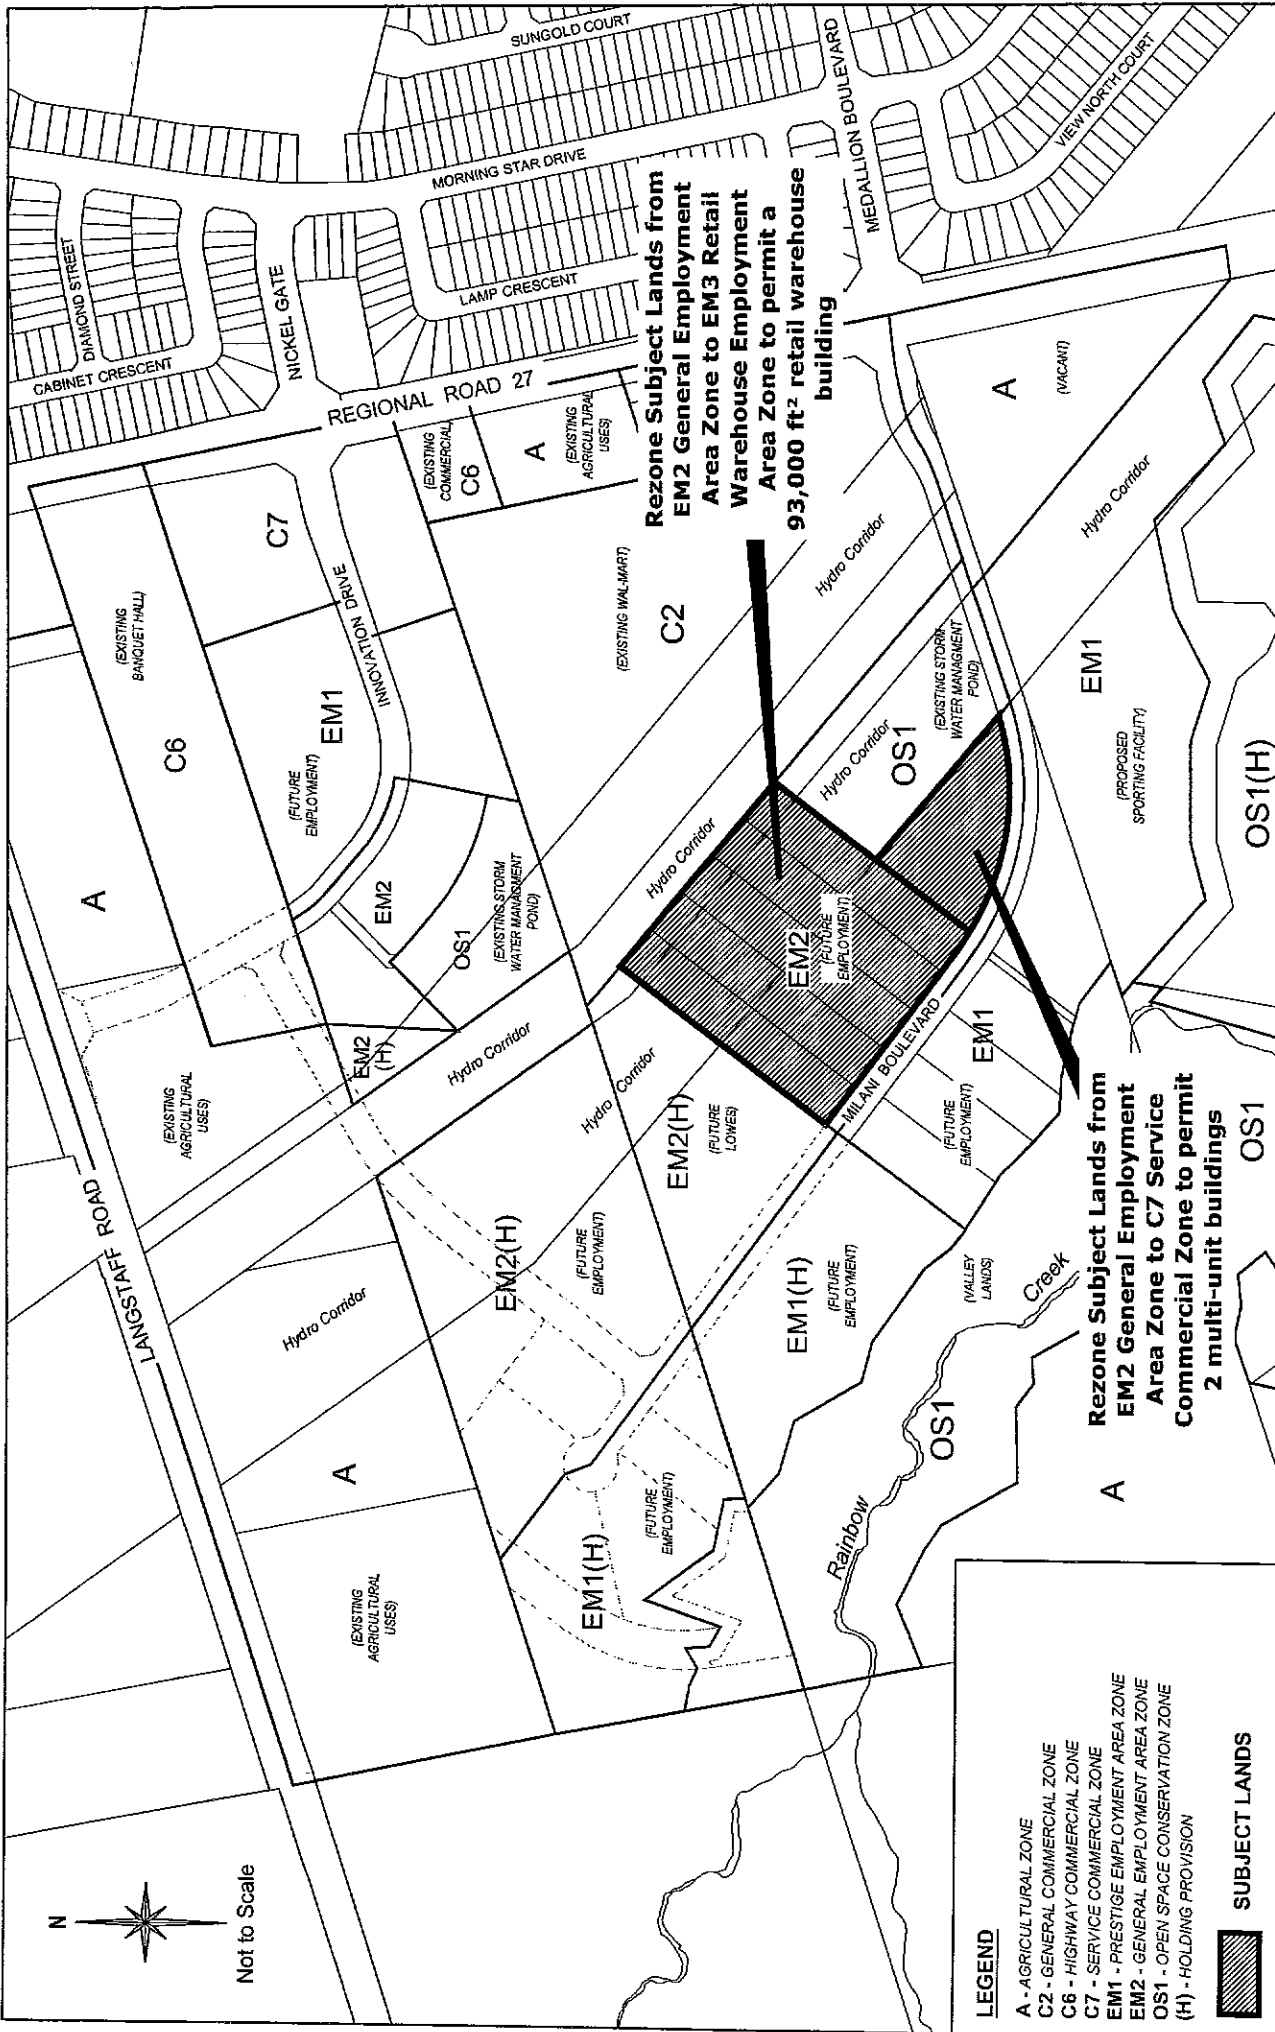 N
Not to Scale
LANGSTAFF ROAD
A
(EXISTING
AGRICULTURAL
USES)
Hydro Corridor
A
(EXISTING
AGRICULTURAL
USES)
A
C6
(EXISTING
BANQUET HALL)
C7
EM1
(FUTURE
EMPLOYMENT)
INNOVATION DRIVE
EM2
OS1
(EXISTING STORM
WATER MANAGMENT
POND)
EM2
(H)
Hydro Corridor
Hydro Corridor
EM2(H)
(FUTURE
EMPLOYMENT)
EM2(H)
(FUTURE
LOWES)
EM1(H)
(FUTURE
EMPLOYMENT)
EM1(H)
(FUTURE
EMPLOYMENT)
(VALLEY
LANDS)
Rainbow
Creek
OS1
A
REGIONAL ROAD 27
(EXISTING
COMMERCIAL)
C6
A
(EXISTING
AGRICULTURAL
USES)
(EXISTING WAL-MART)
C2
Hydro Corridor
Hydro Corridor
Hydro Corridor
OS1
(EXISTING STORM
WATER MANAGMENT
POND)
EM2
(FUTURE
EMPLOYMENT)
MILANI BOULEVARD
EM1
(FUTURE
EMPLOYMENT)
A
(VACANT)
Hydro Corridor
EM1
(PROPOSED
SPORTING FACILITY)
OS1(H)
OS1
CABINET CRESCENT
DIAMOND STREET
NICKEL GATE
LAMP CRESCENT
MORNING STAR DRIVE
SUNGOLD COURT
MEDALLION BOULEVARD
VIEW NORTH COURT
Rezone Subject Lands from
EM2 General Employment
Area Zone to EM3 Retail
Warehouse Employment
Area Zone to permit a
93,000 ft² retail warehouse
building
Rezone Subject Lands from
EM2 General Employment
Area Zone to C7 Service
Commercial Zone to permit
2 multi-unit buildings
LEGEND
A - AGRICULTURAL ZONE
C2 - GENERAL COMMERCIAL ZONE
C6 - HIGHWAY COMMERCIAL ZONE
C7 - SERVICE COMMERCIAL ZONE
EM1 - PRESTIGE EMPLOYMENT AREA ZONE
EM2 - GENERAL EMPLOYMENT AREA ZONE
OS1 - OPEN SPACE CONSERVATION ZONE
(H) - HOLDING PROVISION
SUBJECT LANDS